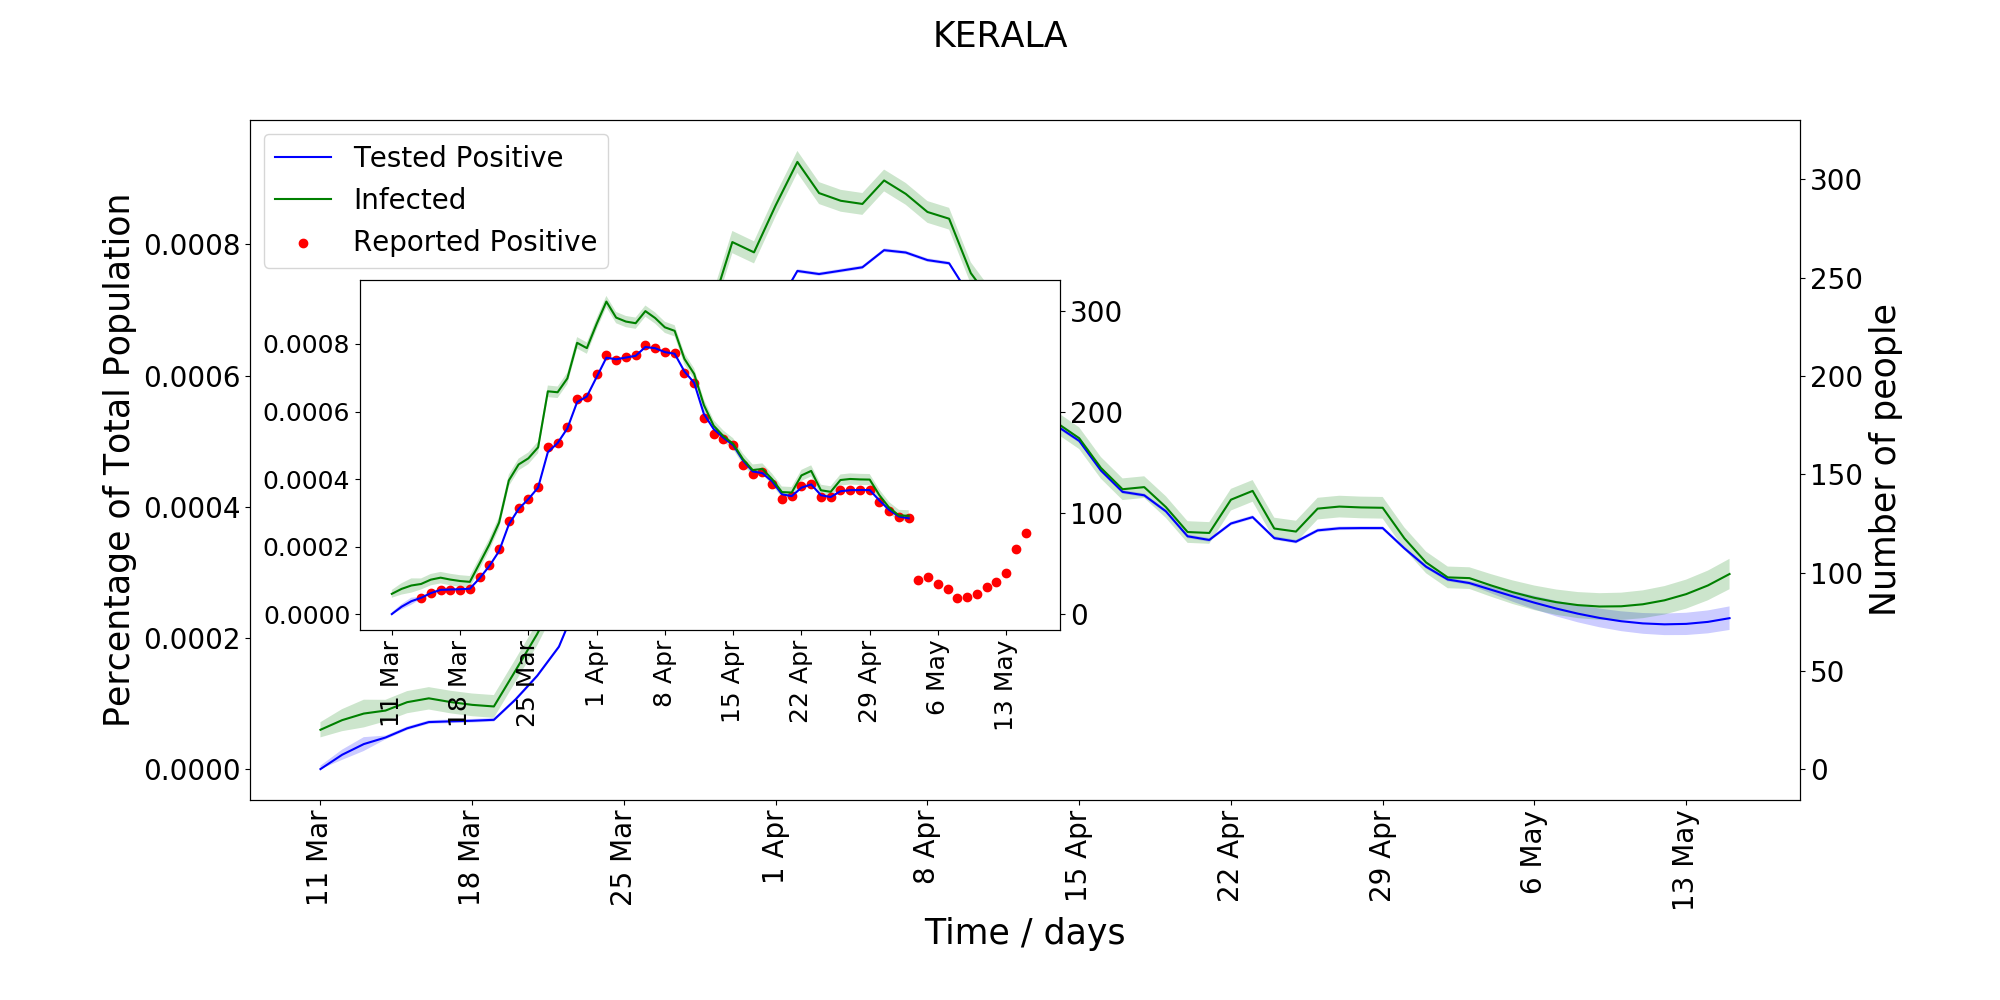 KERALA
Tested Positive
Infected
Reported Positive
Percentage of Total Population
0.0008
0.0006
0.0004
0.0002
0.0000
300
250
200
150
100
50
0
Number of people
0.0008
0.0006
0.0004
0.0002
0.0000
300
200
100
0
11 Mar
18 Mar
25 Mar
1 Apr
8 Apr
15 Apr
22 Apr
29 Apr
6 May
13 May
11 Mar
18 Mar
25 Mar
1 Apr
8 Apr
15 Apr
22 Apr
29 Apr
6 May
13 May
Time / days